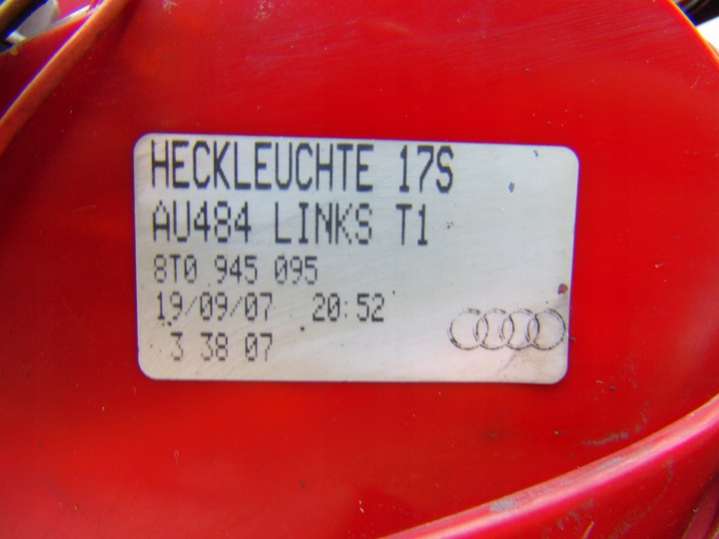 HECKLEUCHTE 17S
AU484 LINKS T1
8T0 945 095
19/09/07 20:52
3 38 07